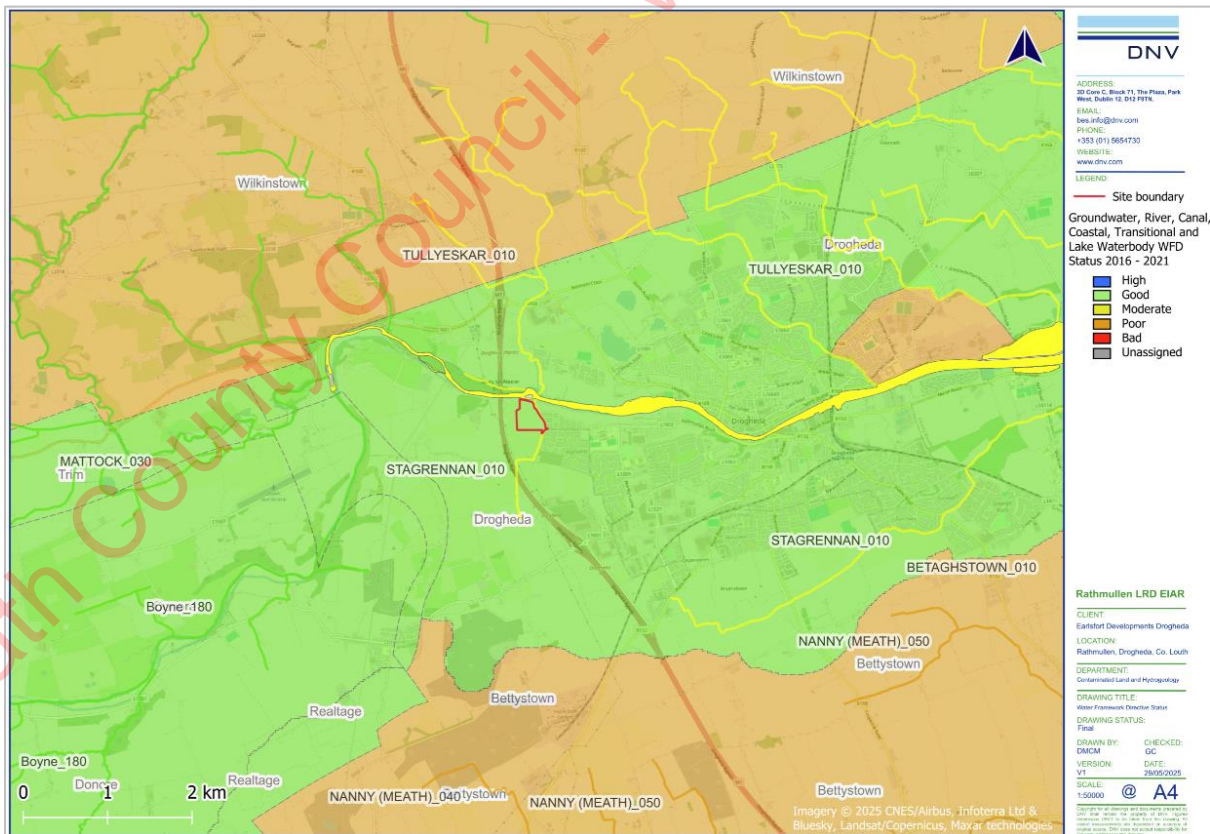 Wilkinstown
Wilkinstown
TULLYESKAR_010
Drogheda
TULLYESKAR_010
MATTOCK_030
Trim
STAGRENNAN_010
Drogheda
Drogheda
STAGRENNAN_010
BETAGHSTOWN_010
Boyne_180
NANNY (MEATH)_050
Bettystown
Bettystown
Realtage
Boyne_180
Donore
Realtage
0 1 2 km
NANNY (MEATH)_040
NANNY (MEATH)_050
Bettystown
Imagery © 2025 CNES/Airbus, Infoterra Ltd &
Bluesky, Landsat/Copernicus, Maxar technologies
ath County Council -
DNV
ADDRESS:
3D Core C, Block 71, The Plaza, Park
West, Dublin 12, D12 F9TN.
EMAIL:
bes.info@dnv.com
PHONE:
+353 (01) 5654730
WEBSITE:
www.dnv.com
LEGEND:
Site boundary
Groundwater, River, Canal,
Coastal, Transitional and
Lake Waterbody WFD
Status 2016 - 2021
High
Good
Moderate
Poor
Bad
Unassigned
Rathmullen LRD EIAR
CLIENT:
Earlsfort Developments Drogheda
LOCATION:
Rathmullen, Drogheda, Co. Louth
DEPARTMENT:
Contaminated Land and Hydrogeology
DRAWING TITLE:
Water Framework Directive Status
DRAWING STATUS:
Final
DRAWN BY: CHECKED:
DMCM GC
VERSION: DATE:
V1 29/05/2025
SCALE:
1:50000 @ A4